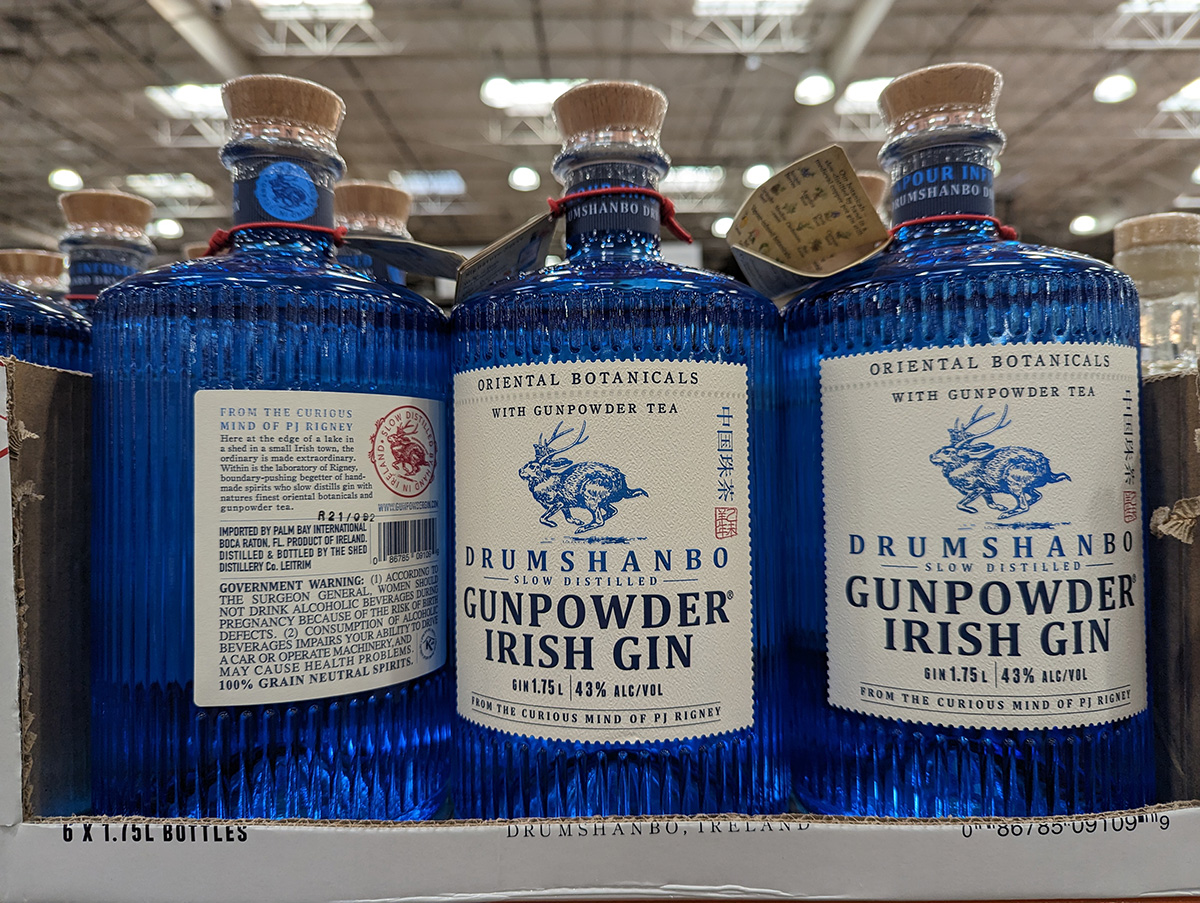 FROM THE CURIOUS
MIND OF PJ RIGNEY
Here at the edge of a lake in
a shed in a small Irish town, the
ordinary is made extraordinary.
Within is the laboratory of Rigney,
boundary-pushing begetter of hand-
made spirits who slow distills gin with
natures finest oriental botanicals and
gunpowder tea.
SLOW DISTILLED
HAND IN IRELAND
R21/092
IMPORTED BY PALM BAY INTERNATIONAL
BOCA RATON, FL. PRODUCT OF IRELAND.
DISTILLED & BOTTLED BY THE SHED
DISTILLERY Co. LEITRIM
GOVERNMENT WARNING: (1) ACCORDING TO
THE SURGEON GENERAL, WOMEN SHOULD
NOT DRINK ALCOHOLIC BEVERAGES DURING
PREGNANCY BECAUSE OF THE RISK OF BIRTH
DEFECTS. (2) CONSUMPTION OF ALCOHOLIC
BEVERAGES IMPAIRS YOUR ABILITY TO DRIVE
A CAR OR OPERATE MACHINERY, AND
MAY CAUSE HEALTH PROBLEMS.
100% GRAIN NEUTRAL SPIRITS.
DRUMSHANBO
ORIENTAL BOTANICALS
WITH GUNPOWDER TEA
中国珠茶
DRUMSHANBO
SLOW DISTILLED
GUNPOWDER®
IRISH GIN
GIN 1.75 L | 43% ALC/VOL
FROM THE CURIOUS MIND OF PJ RIGNEY
VAPOUR INF
DRUMSHANBO
ORIENTAL BOTANICALS
WITH GUNPOWDER TEA
中国珠茶
DRUMSHANBO
SLOW DISTILLED
GUNPOWDER®
IRISH GIN
GIN 1.75 L | 43% ALC/VOL
FROM THE CURIOUS MIND OF PJ RIGNEY
6 X 1.75L BOTTLES
DRUMSHANBO, IRELAND
0 86785 09109 9